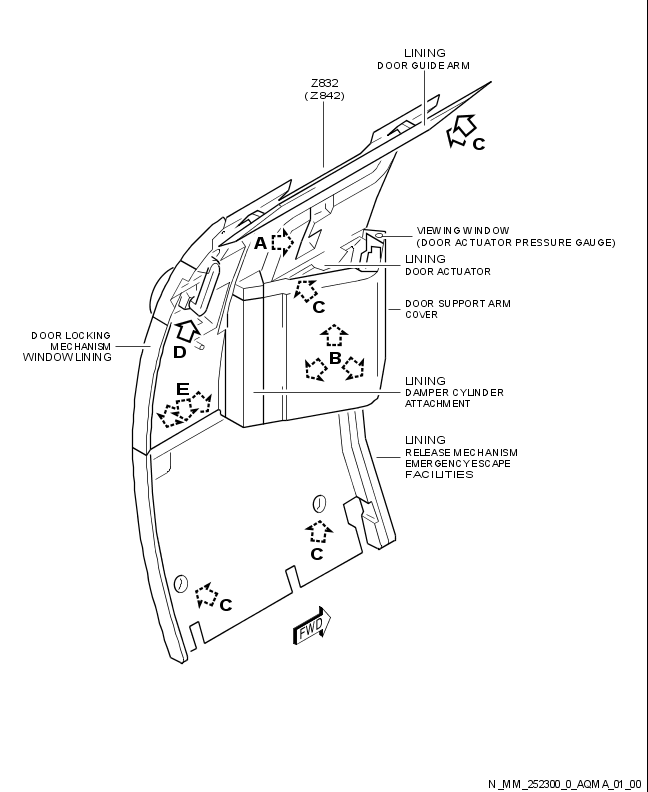 LINING
DOOR GUIDE ARM
Z832
(Z842)
C
A
VIEWING WINDOW
(DOOR ACTUATOR PRESSURE GAUGE)
LINING
DOOR ACTUATOR
C
DOOR SUPPORT ARM
COVER
DOOR LOCKING
MECHANISM
WINDOW LINING
D
B
E
LINING
DAMPER CYLINDER
ATTACHMENT
LINING
RELEASE MECHANISM
EMERGENCY ESCAPE
FACILITIES
C
C
FWD
N_MM_252300_0_AQMA_01_00